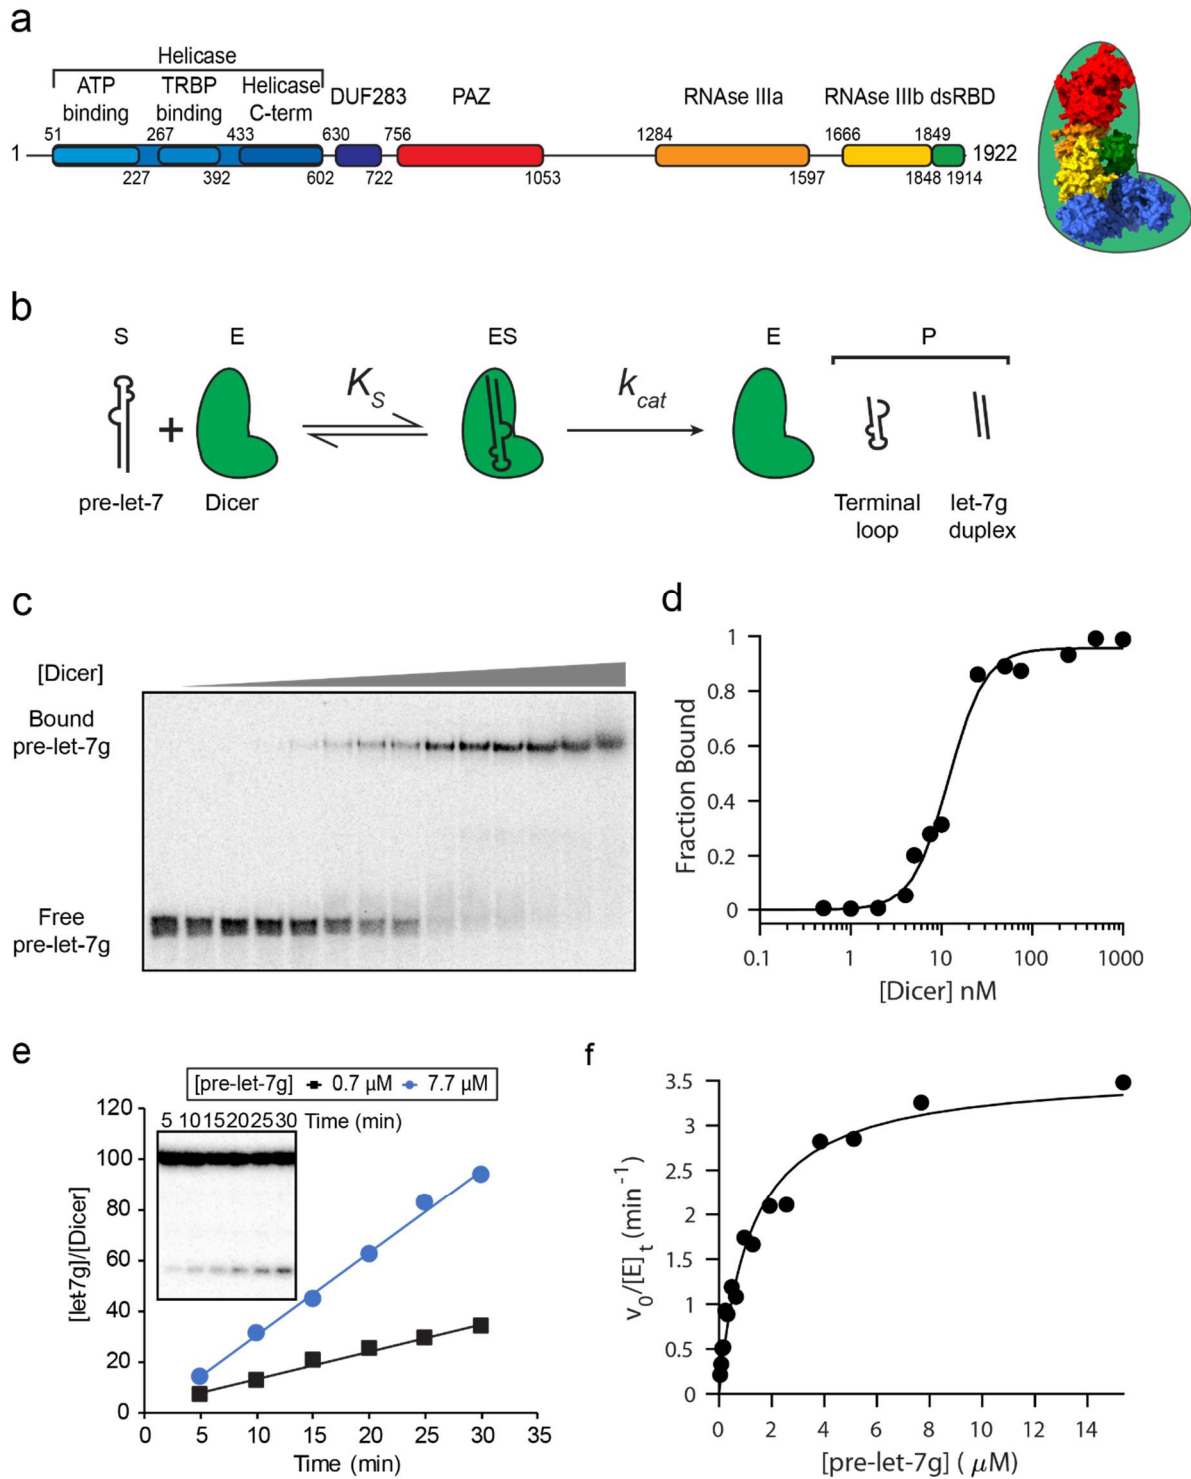 a
Helicase
ATP binding
TRBP binding
Helicase C-term
DUF283
PAZ
RNAse IIIa
RNAse IIIb dsRBD
51 267 433 630 756 1284 1666 1849
1 1922
227 392 602 722 1053 1597 1848 1914
b
S E ES E P
K_S k_cat
+
pre-let-7 Dicer
Terminal loop
let-7g duplex
c
[Dicer]
Bound pre-let-7g
Free pre-let-7g
d
Fraction Bound
1
0.8
0.6
0.4
0.2
0
0.1 1 10 100 1000
[Dicer] nM
e
[pre-let-7g] 0.7 µM 7.7 µM
5 10 15 20 25 30 Time (min)
[let-7g]/[Dicer]
120
100
80
60
40
20
0
0 5 10 15 20 25 30 35
Time (min)
f
v_0/[E]_t (min⁻¹)
3.5
3
2.5
2
1.5
1
0.5
0
0 2 4 6 8 10 12 14
[pre-let-7g] ( µM)